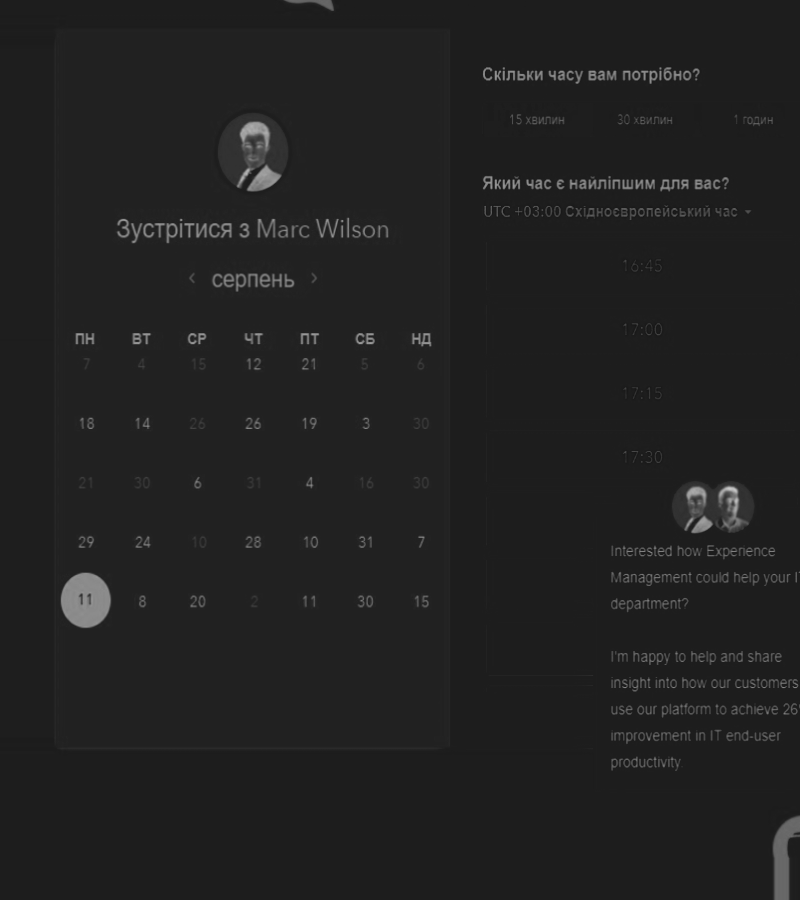 Зустрітися з Marc Wilson
‹ серпень ›
ПН ВТ СР ЧТ ПТ СБ НД
7 4 15 12 21 5 6
18 14 26 26 19 3 30
21 30 6 31 4 16 30
29 24 10 28 10 31 7
11 8 20 2 11 30 15
Скільки часу вам потрібно?
15 хвилин 30 хвилин 1 годин
Який час є найліпшим для вас?
UTC +03:00 Східноєвропейський час
16:45
17:00
17:15
17:30
Interested how Experience
Management could help your
department?
I'm happy to help and share
insight into how our customers
use our platform to achieve 26
improvement in IT end-user
productivity